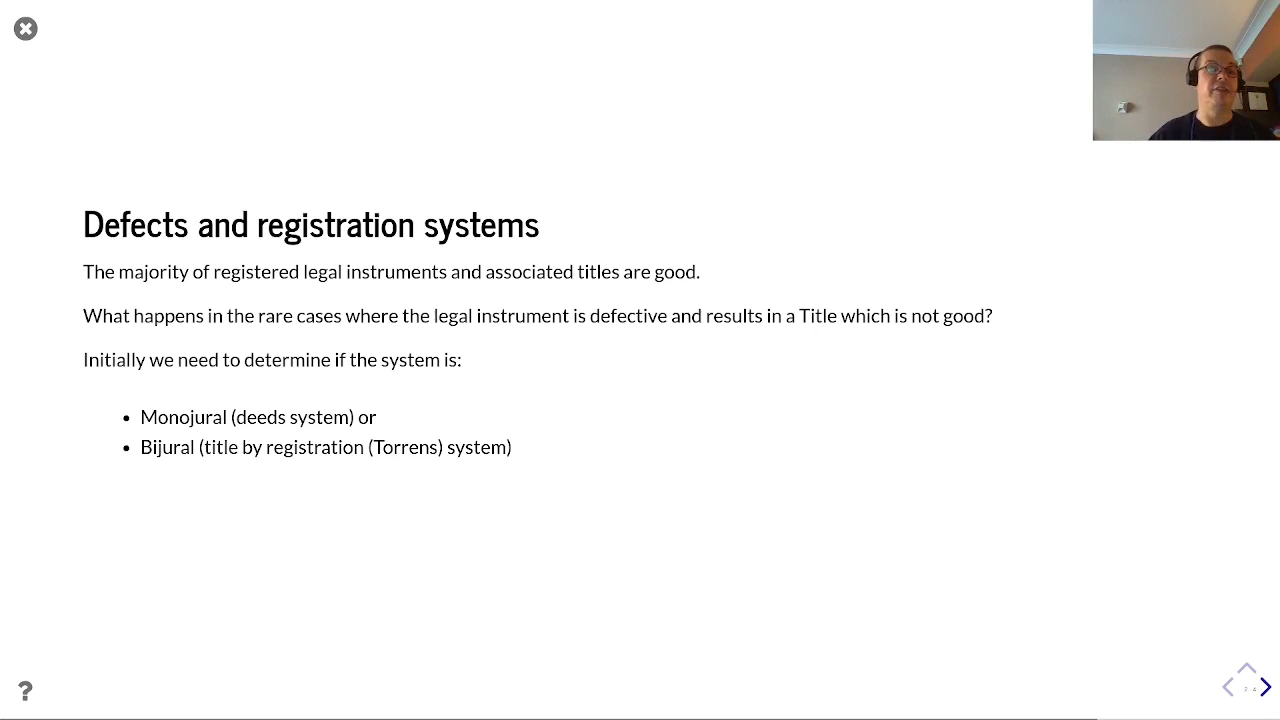 Defects and registration systems
The majority of registered legal instruments and associated titles are good.
What happens in the rare cases where the legal instrument is defective and results in a Title which is not good?
Initially we need to determine if the system is:
Monojural (deeds system) or
Bijural (title by registration (Torrens) system)
?
2.4